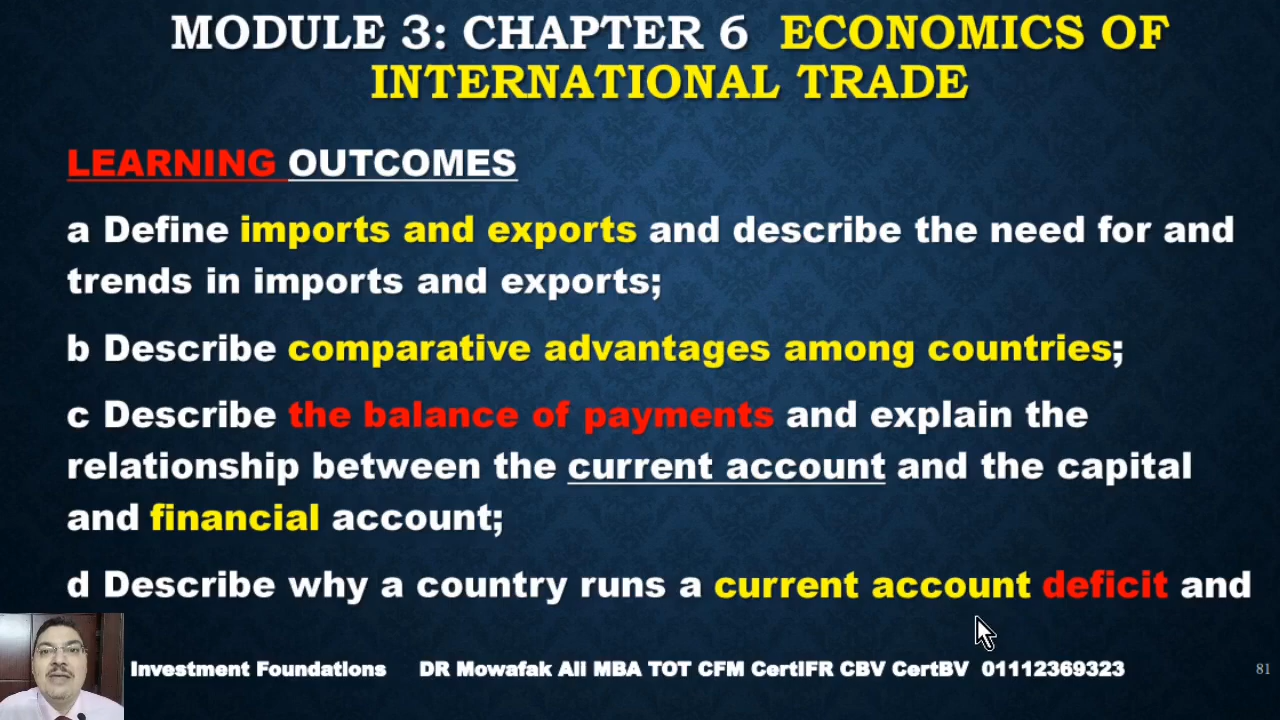 MODULE 3: CHAPTER 6 ECONOMICS OF
INTERNATIONAL TRADE
LEARNING OUTCOMES
a Define imports and exports and describe the need for and
trends in imports and exports;
b Describe comparative advantages among countries;
c Describe the balance of payments and explain the
relationship between the current account and the capital
and financial account;
d Describe why a country runs a current account deficit and
Investment Foundations DR Mowafak Ali MBA TOT CFM CertIFR CBV CertBV 01112369323
81